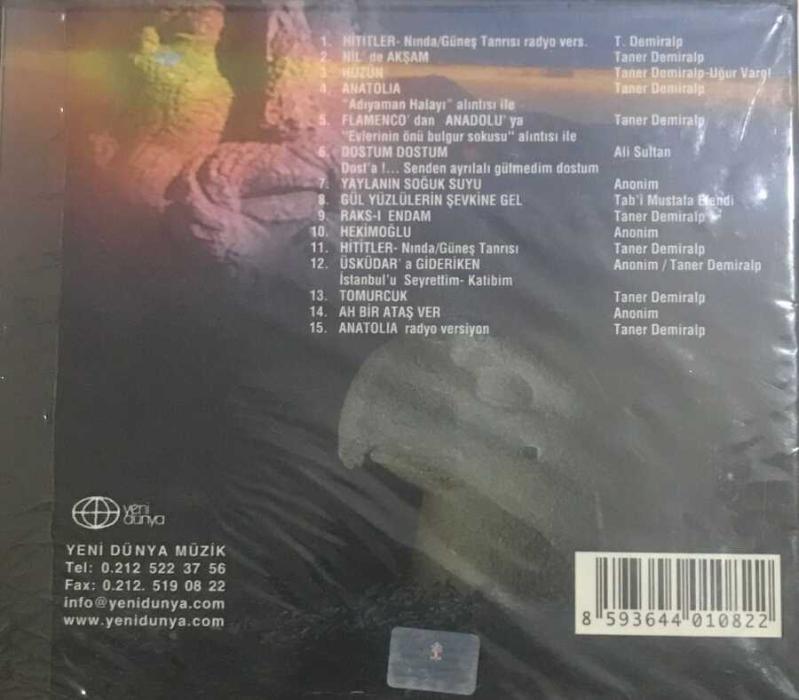 1. HİTİTLER- Nında/Güneş Tanrısı radyo vers. T. Demiralp
2. NİL' de AKŞAM Taner Demiralp
3. HÜZÜN Taner Demiralp-Uğur Varol
4. ANATOLIA Taner Demiralp
"Adıyaman Halayı" alıntısı ile
5. FLAMENCO' dan ANADOLU' ya Taner Demiralp
"Evlerinin önü bulgur sokusu" alıntısı ile
6. DOSTUM DOSTUM Ali Sultan
Dost'a !... Senden ayrılalı gülmedim dostum
7. YAYLANIN SOĞUK SUYU Anonim
8. GÜL YÜZLÜLERİN ŞEVKİNE GEL Tab'i Mustafa Efendi
9. RAKS-I ENDAM Taner Demiralp
10. HEKİMOĞLU Anonim
11. HİTİTLER- Nında/Güneş Tanrısı Taner Demiralp
12. ÜSKÜDAR' a GİDERİKEN Anonim / Taner Demiralp
İstanbul'u Seyrettim- Katibim
13. TOMURCUK Taner Demiralp
14. AH BİR ATAŞ VER Anonim
15. ANATOLIA radyo versiyon Taner Demiralp
yeni
dünya
YENİ DÜNYA MÜZİK
Tel: 0.212 522 37 56
Fax: 0.212. 519 08 22
info@yenidunya.com
www.yenidunya.com
8 593644 010822